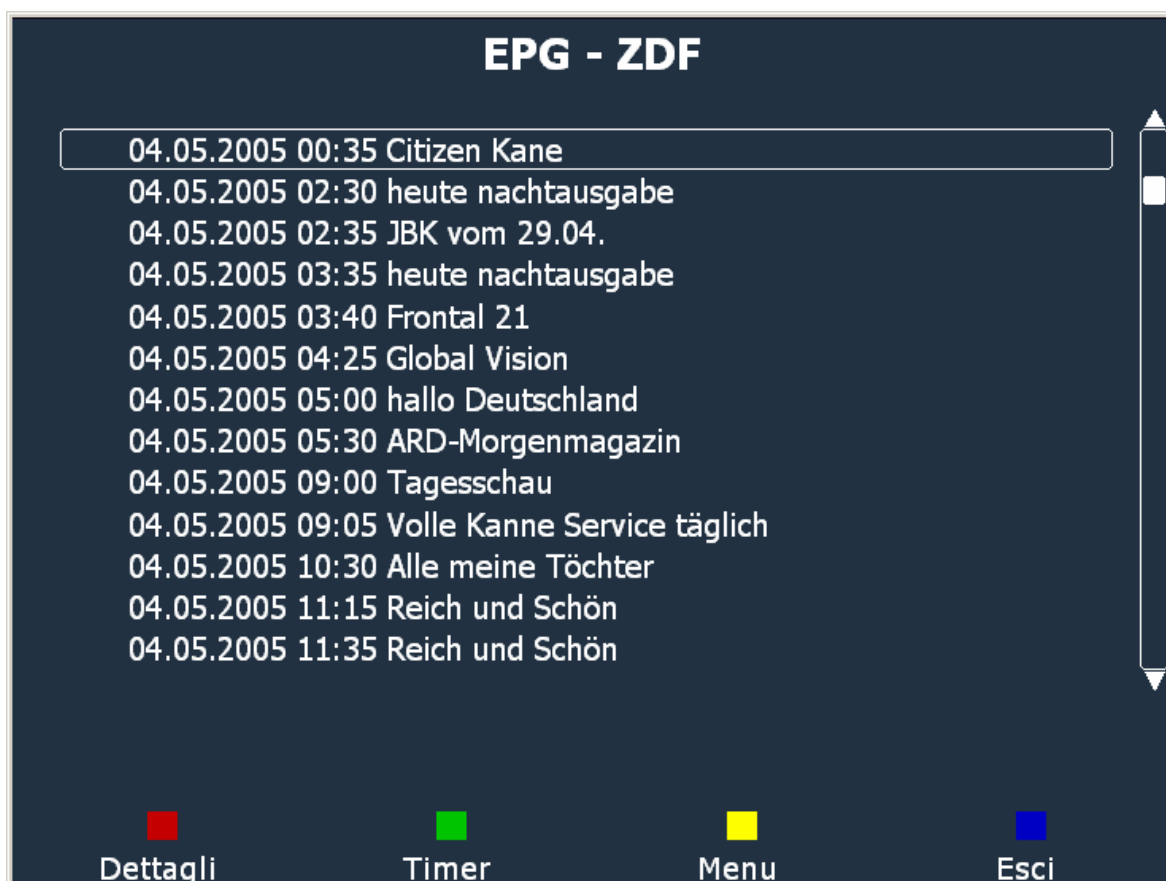 EPG - ZDF
04.05.2005 00:35 Citizen Kane
04.05.2005 02:30 heute nachtausgabe
04.05.2005 02:35 JBK vom 29.04.
04.05.2005 03:35 heute nachtausgabe
04.05.2005 03:40 Frontal 21
04.05.2005 04:25 Global Vision
04.05.2005 05:00 hallo Deutschland
04.05.2005 05:30 ARD-Morgenmagazin
04.05.2005 09:00 Tagesschau
04.05.2005 09:05 Volle Kanne Service täglich
04.05.2005 10:30 Alle meine Töchter
04.05.2005 11:15 Reich und Schön
04.05.2005 11:35 Reich und Schön
Dettagli Timer Menu Esci